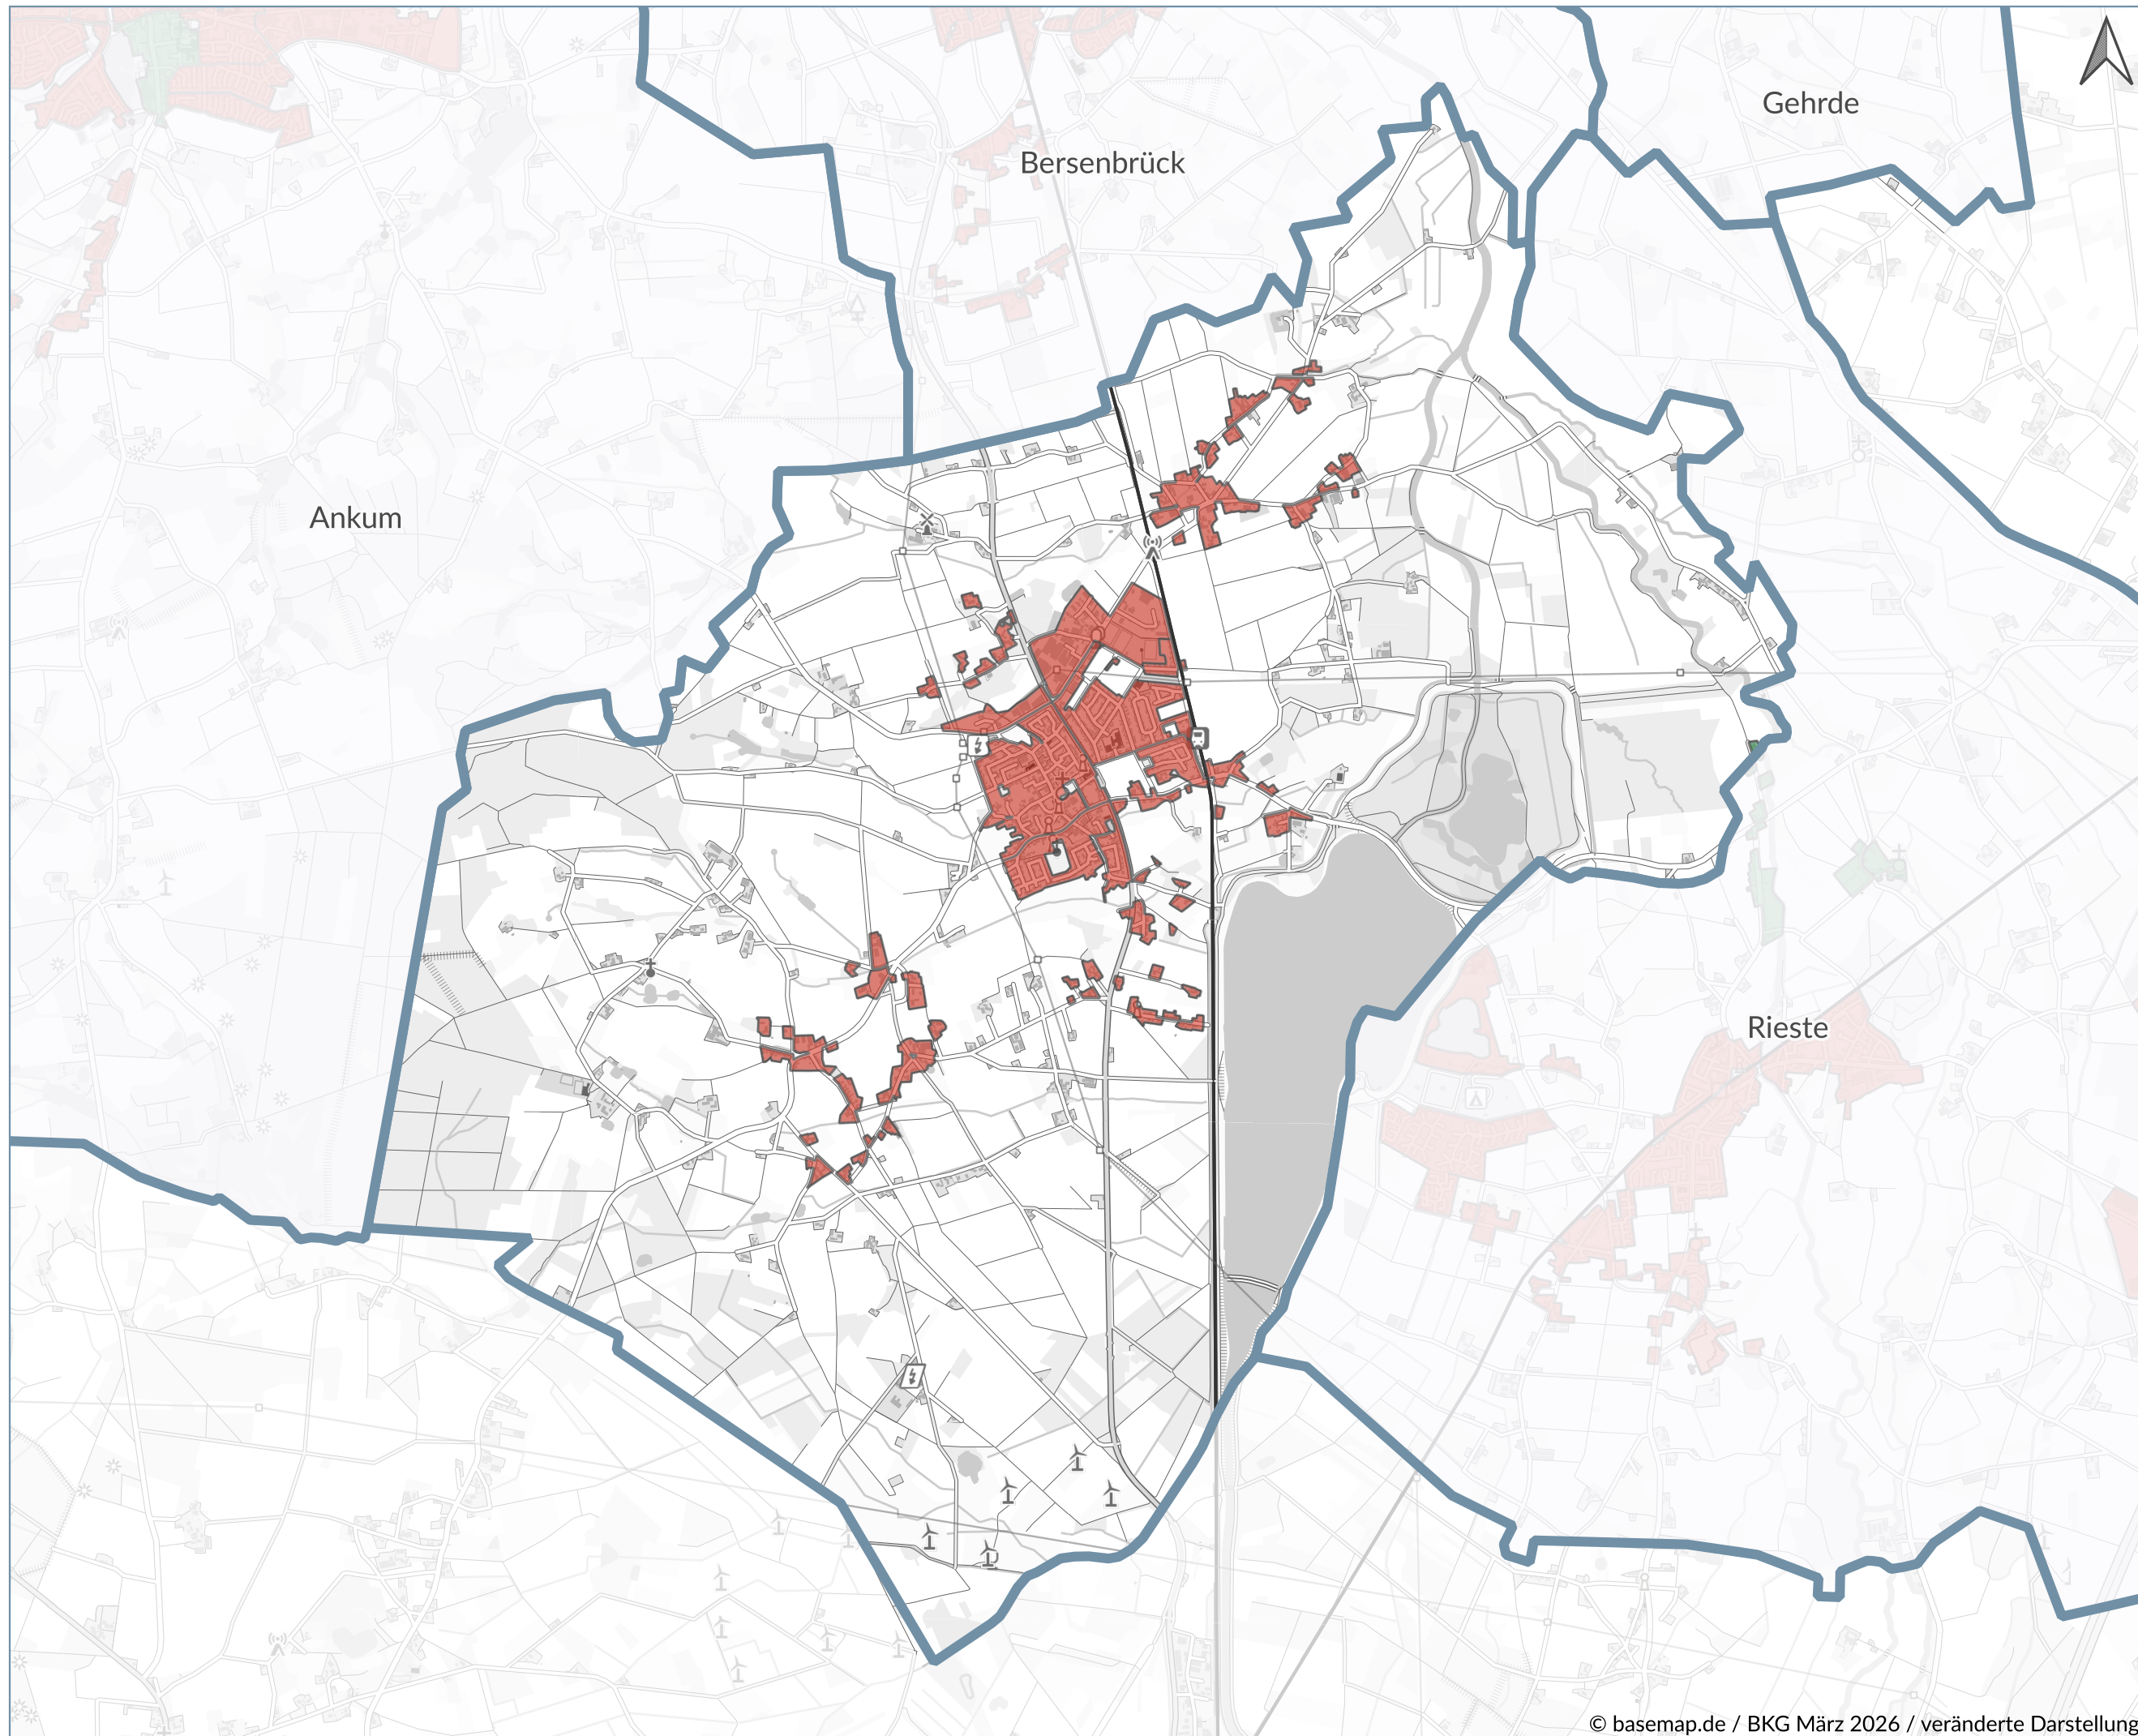 Gehrde
Bersenbrück
Ankum
Rieste
© basemap.de / BKG März 2026 / veränderte Darstellung